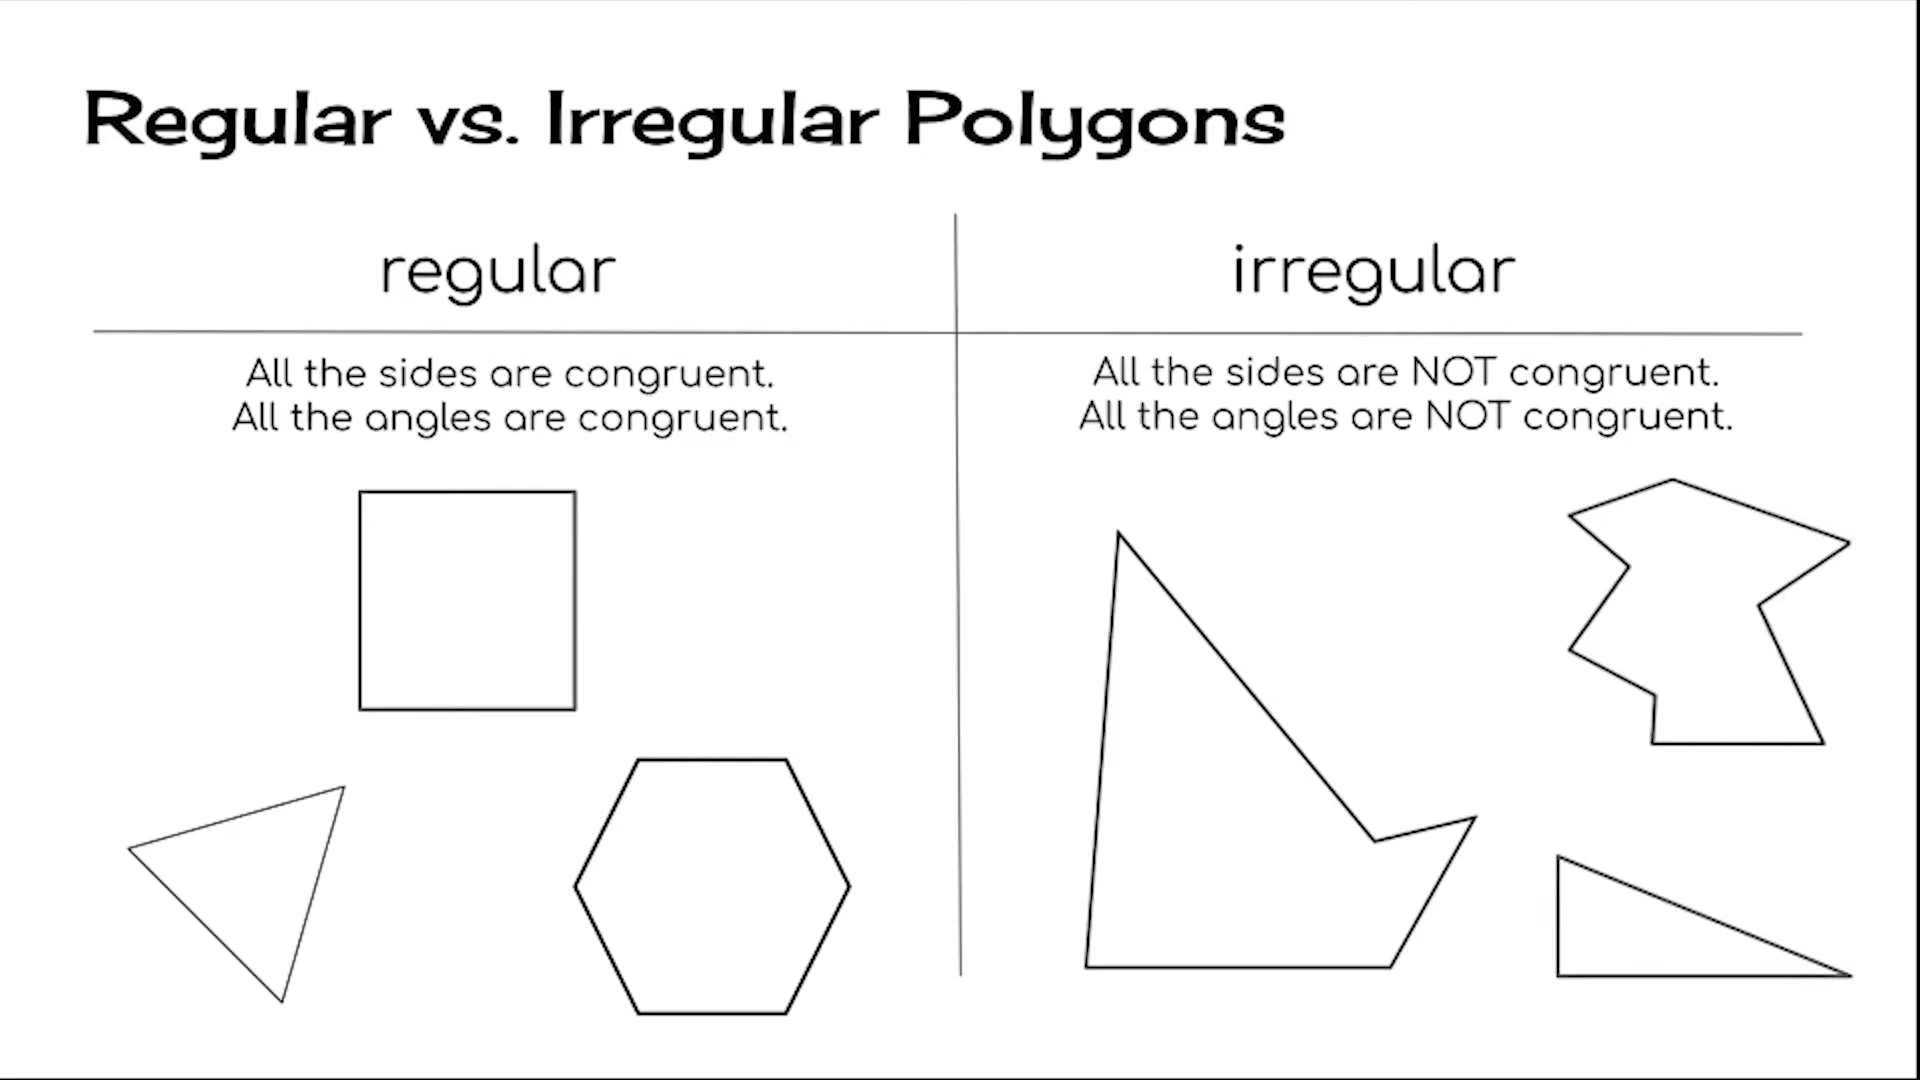 Regular vs. Irregular Polygons
regular
irregular
All the sides are congruent.
All the angles are congruent.
All the sides are NOT congruent.
All the angles are NOT congruent.